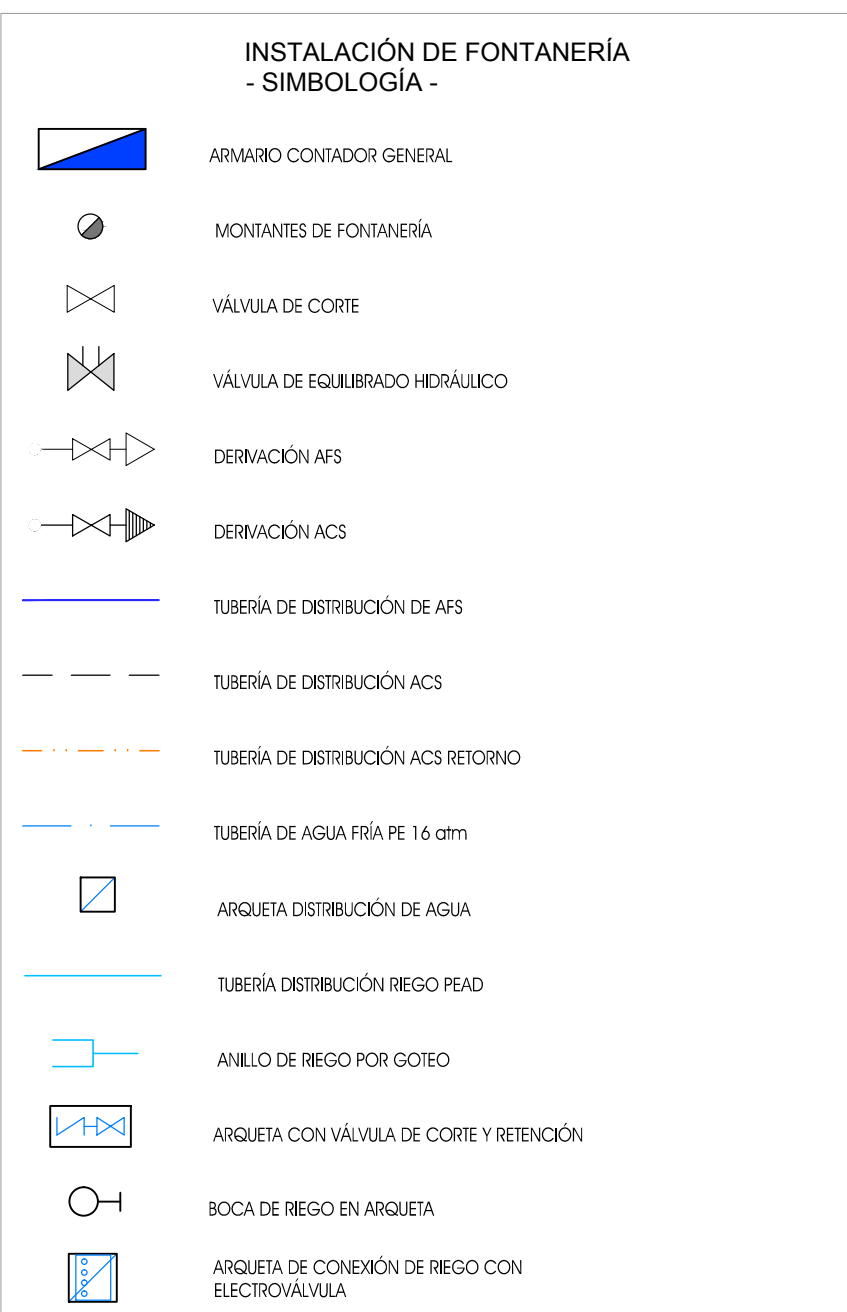 INSTALACIÓN DE FONTANERÍA
- SIMBOLOGÍA -
ARMARIO CONTADOR GENERAL
MONTANTES DE FONTANERÍA
VÁLVULA DE CORTE
VÁLVULA DE EQUILIBRADO HIDRÁULICO
DERIVACIÓN AFS
DERIVACIÓN ACS
TUBERÍA DE DISTRIBUCIÓN DE AFS
TUBERÍA DE DISTRIBUCIÓN ACS
TUBERÍA DE DISTRIBUCIÓN ACS RETORNO
TUBERÍA DE AGUA FRÍA PE 16 atm
ARQUETA DISTRIBUCIÓN DE AGUA
TUBERÍA DISTRIBUCIÓN RIEGO PEAD
ANILLO DE RIEGO POR GOTEO
ARQUETA CON VÁLVULA DE CORTE Y RETENCIÓN
BOCA DE RIEGO EN ARQUETA
ARQUETA DE CONEXIÓN DE RIEGO CON
ELECTROVÁLVULA